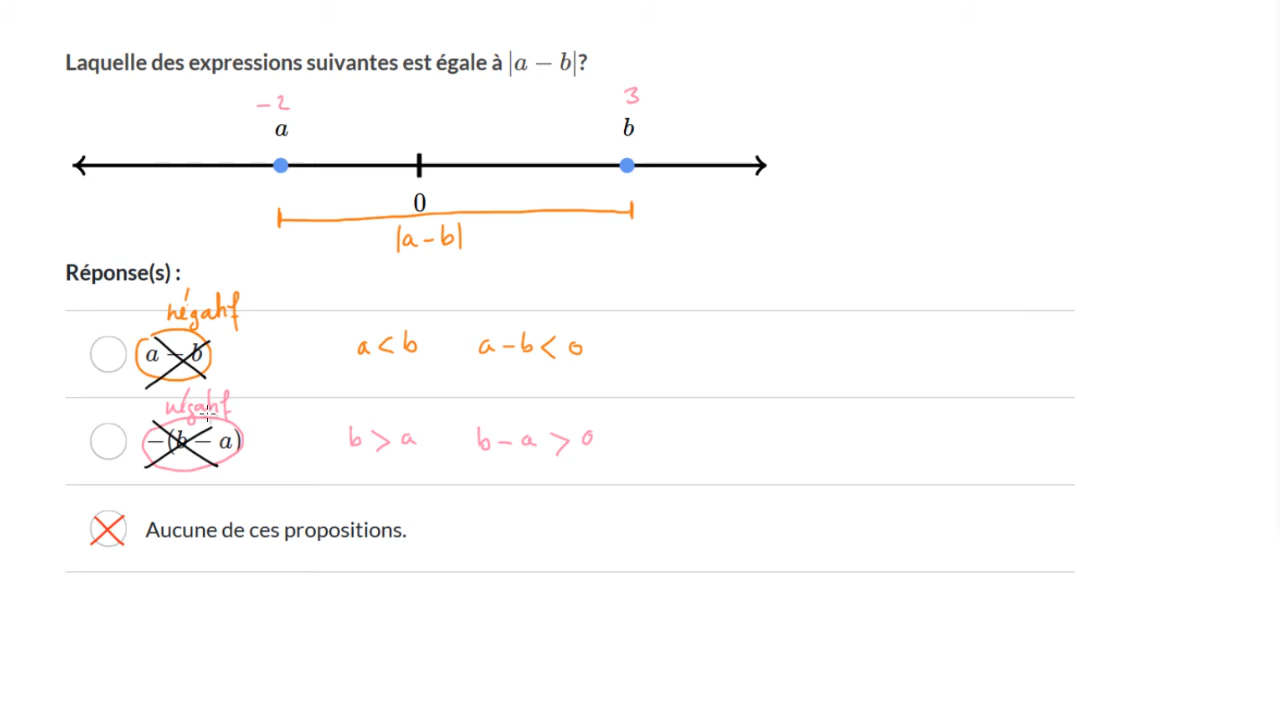 Laquelle des expressions suivantes est égale à |a − b|?
−2 3
a b
0
|a − b|
Réponse(s) :
négatif
a − b a < b a − b < 0
négatif
−(b − a) b > a b − a > 0
Aucune de ces propositions.